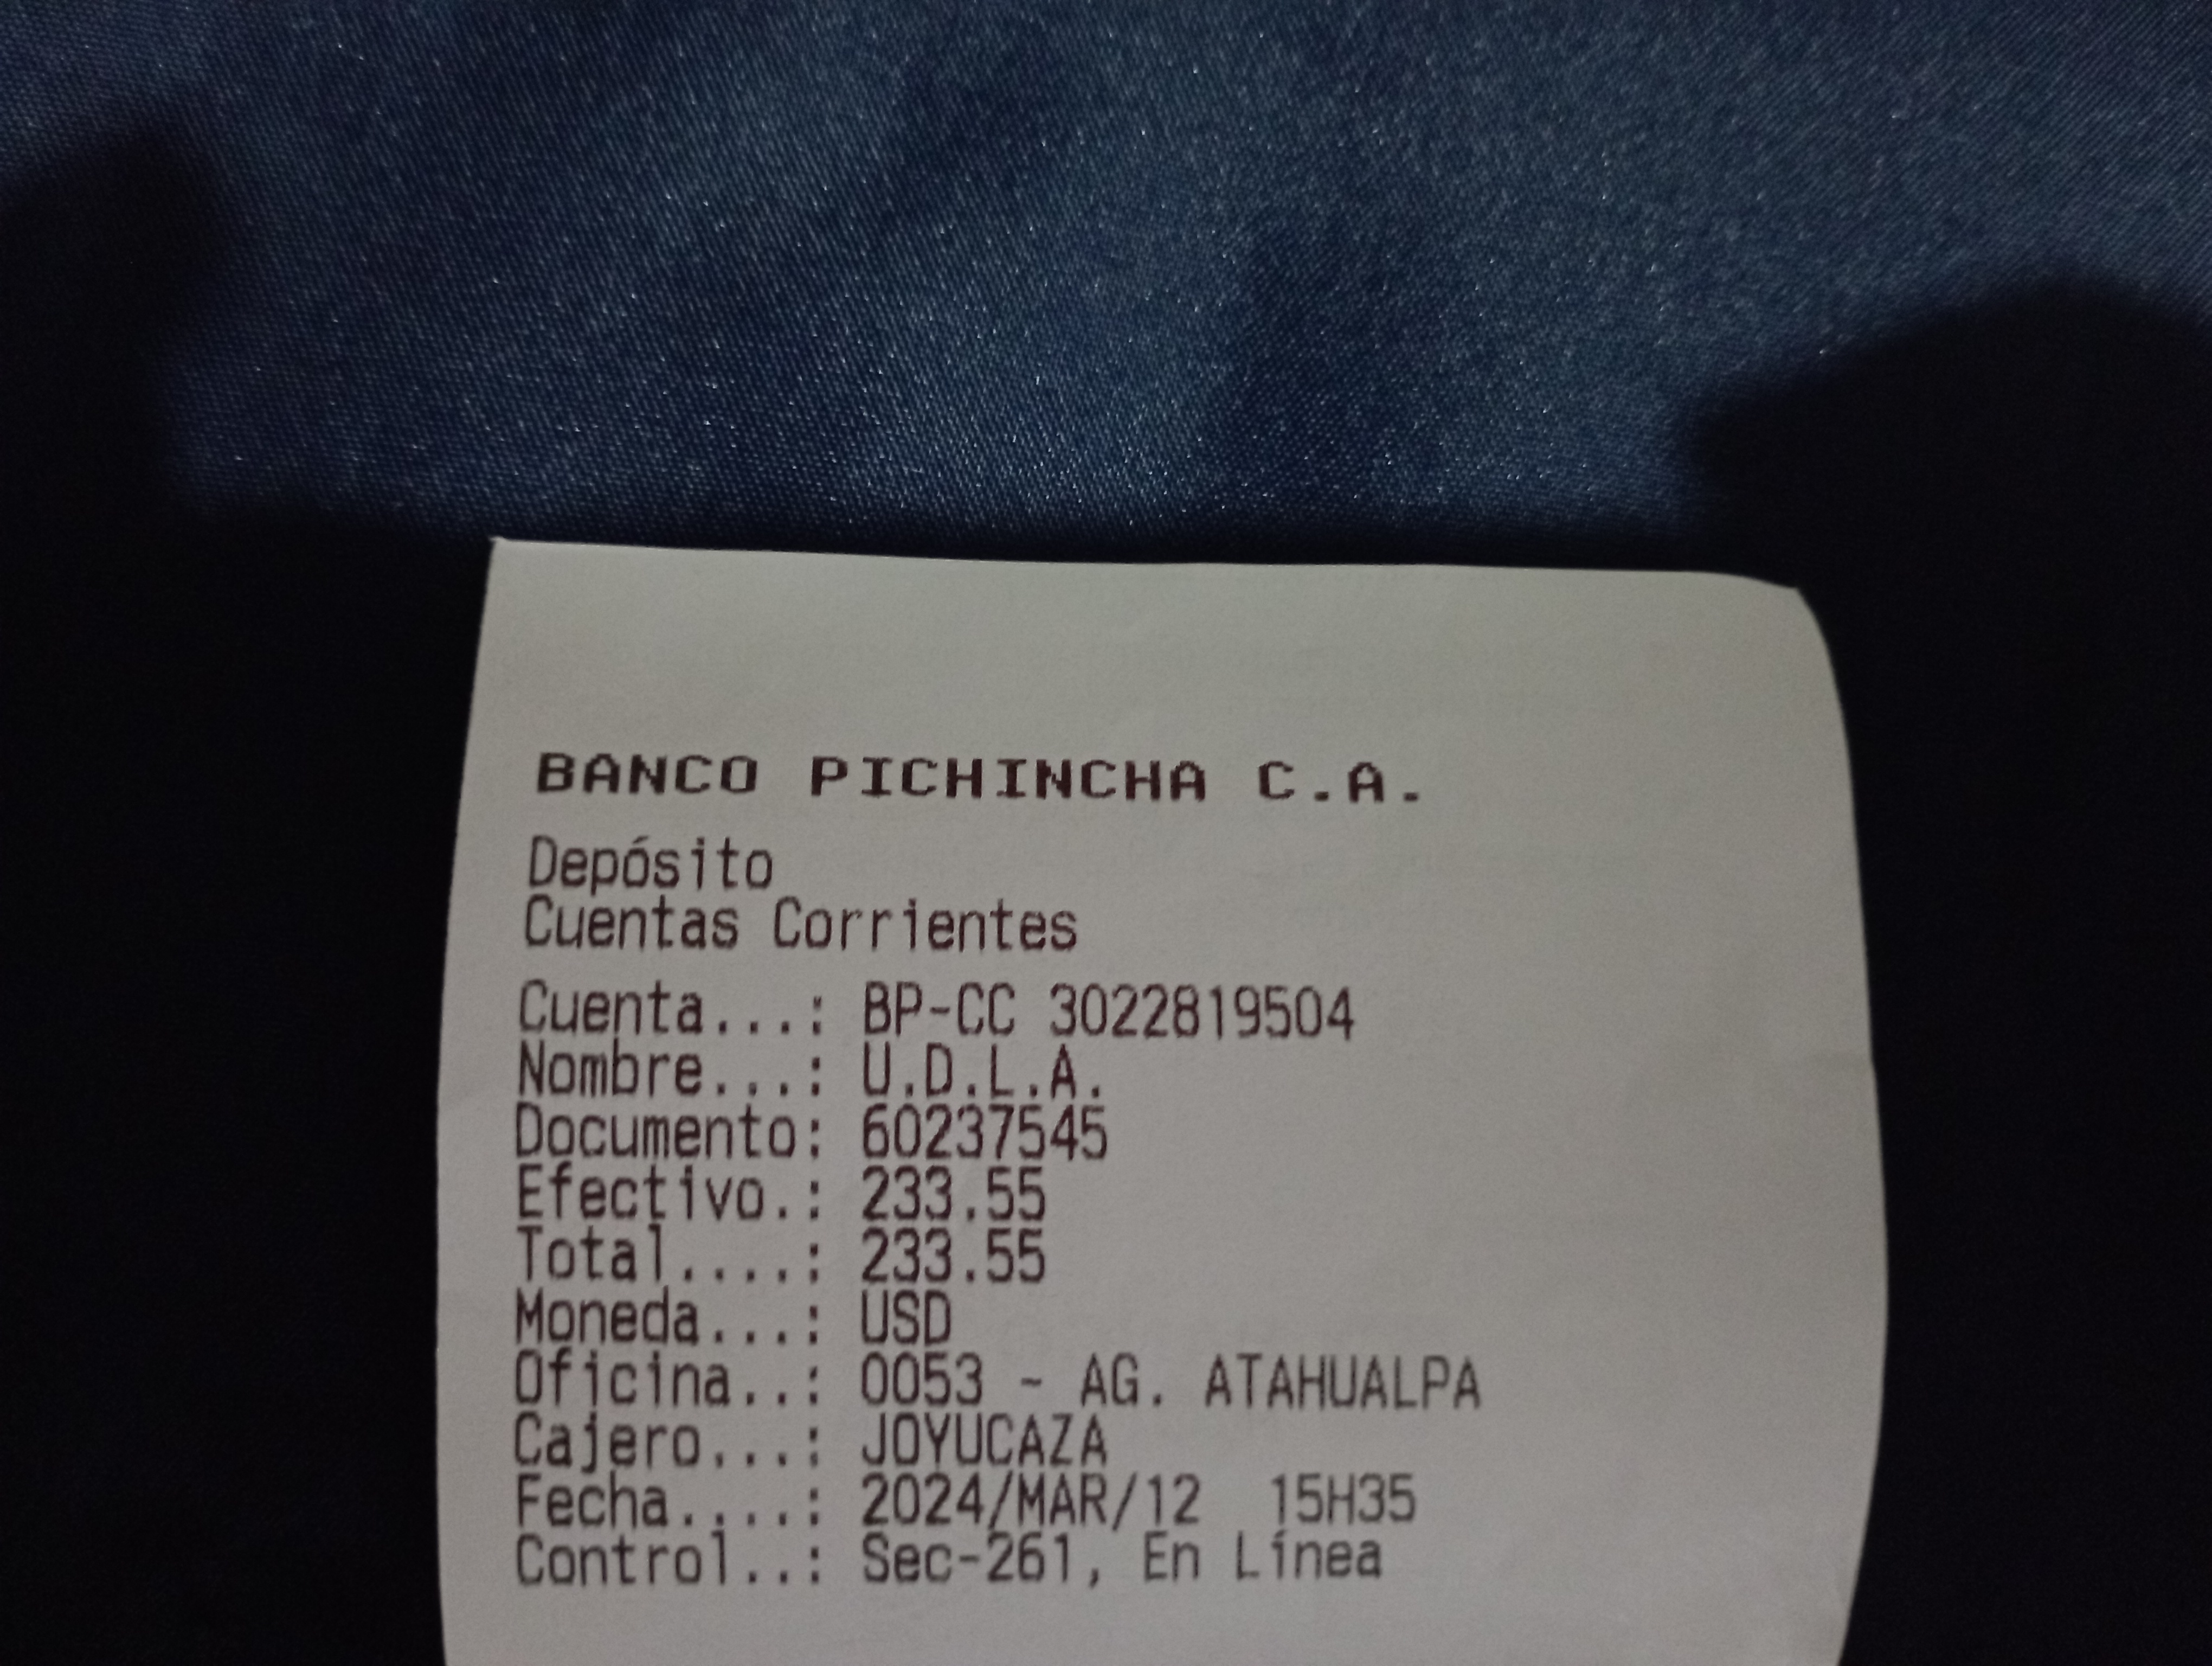 BANCO PICHINCHA C.A.
Depósito
Cuentas Corrientes
Cuenta...: BP-CC 3022819504
Nombre...: U.D.L.A.
Documento: 60237545
Efectivo.: 233.55
Total....: 233.55
Moneda...: USD
Oficina..: 0053 - AG. ATAHUALPA
Cajero...: JOYUCAZA
Fecha....: 2024/MAR/12  15H35
Control..: Sec-261, En Línea